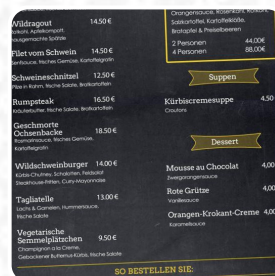 Wildragout 14.50 €
Rotkohl, Apfelkompott,
hausgemachte Spätzle
Filet vom Schwein 14.50 €
Senfsauce, frisches Gemüse, Kartoffelgratin
Schweineschnitzel 12.50 €
Pilze in Rahm, frische Salate, Bratkartoffeln
Rumpsteak 16.50 €
Kräuterbutter, frische Salate, Bratkartoffeln
Geschmorte
Ochsenbacke 18.50 €
Rosmarinsauce, frisches Gemüse,
Kartoffelgratin
Wildschweinburger 14.00 €
Kürbis-Chutney, Schalotten, Feldsalat
Steakhouse-Fritten, Curry-Mayonnaise
Tagliatelle 13.00 €
Lachs & Garnelen, Hummersauce,
frische Salate
Vegetarische
Semmelplätzchen 9.50 €
Champignon a la Creme,
Gebackener Butternut-Kürbis, frische Salate
Orangensauce, Rosenkohl, Rotkohl,
Salzkartoffel, Kartoffelklöße,
Bratapfel & Preiselbeeren
2 Personen 44.00€
4 Personen 88.00€
Suppen
Kürbiscremesuppe 4.50
Croutons
Dessert
Mousse au Chocolat 4,00
Zwergorangensauce
Rote Grütze 4,00
Vanillesauce
Orangen-Krokant-Creme 4,00
Karamellsauce
SO BESTELLEN SIE: